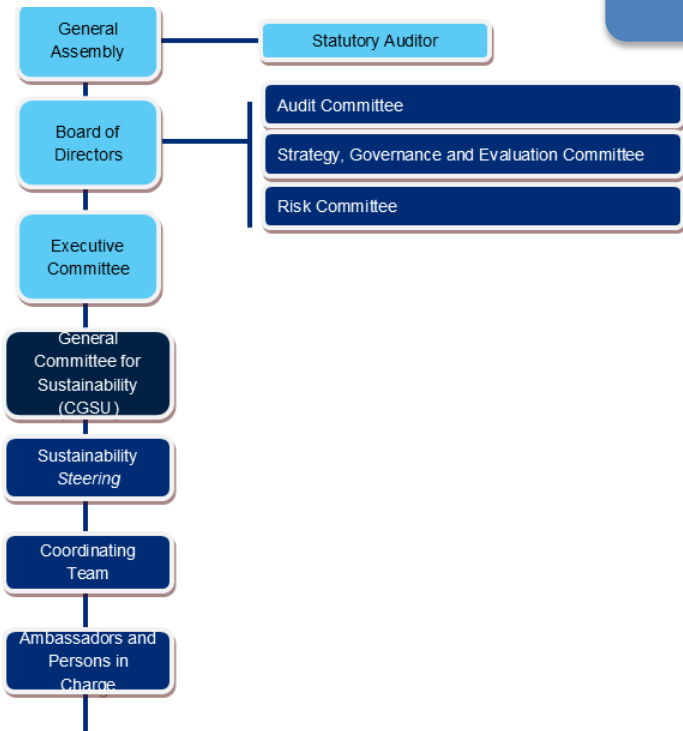 General
Assembly
Statutory Auditor
Board of
Directors
Audit Committee
Strategy, Governance and Evaluation Committee
Risk Committee
Executive
Committee
General
Committee for
Sustainability
(CGSU)
Sustainability
Steering
Coordinating
Team
Ambassadors and
Persons in
Charge